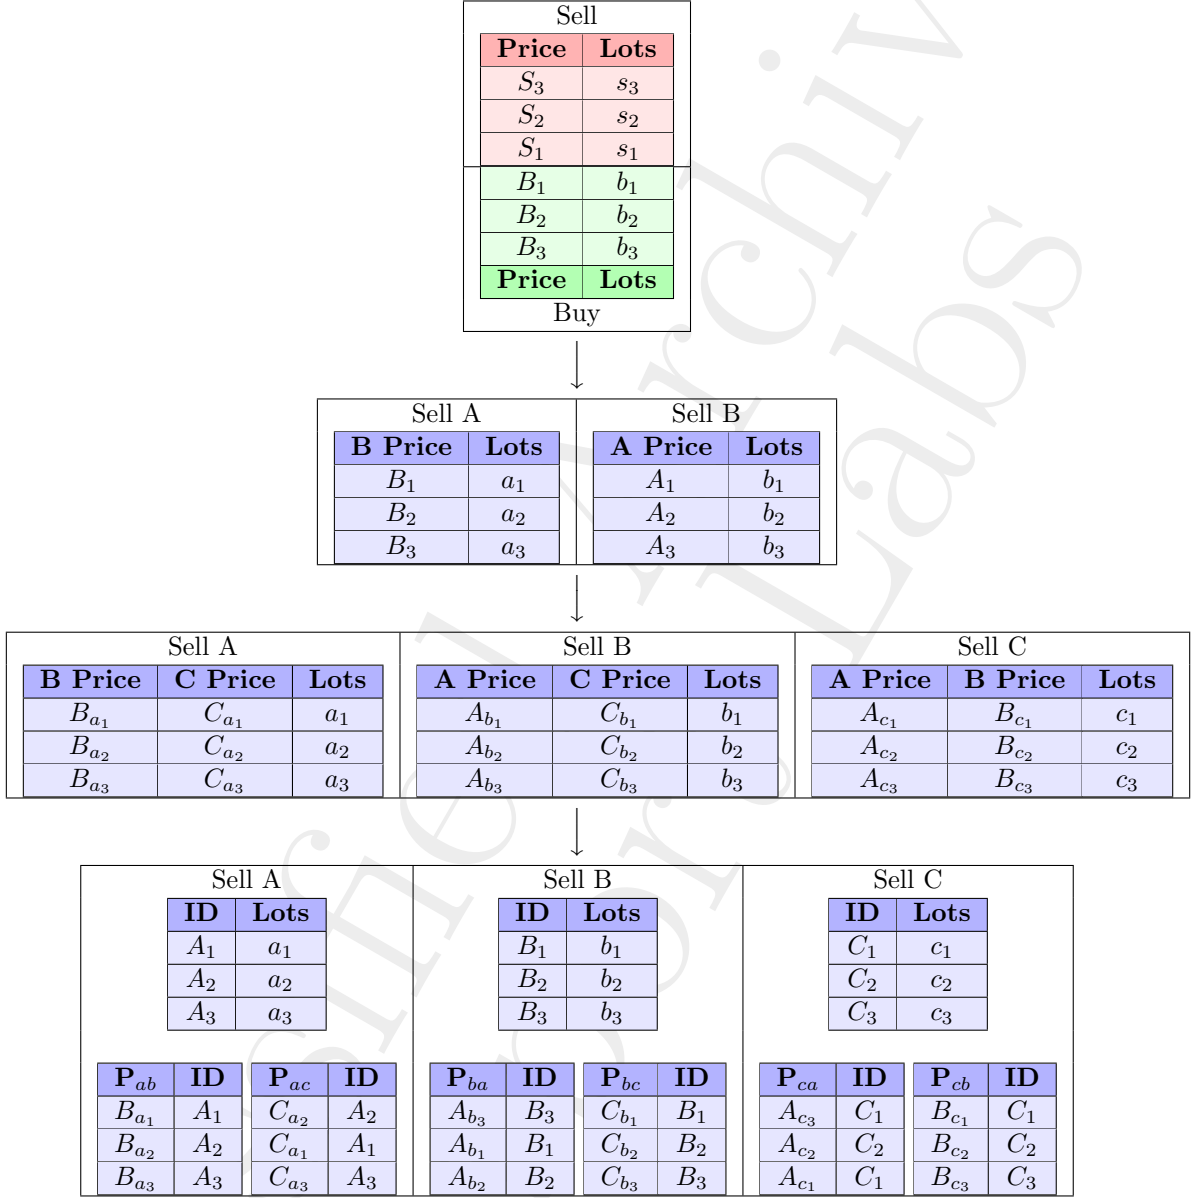 Sell
Price Lots
S3 s3
S2 s2
S1 s1
B1 b1
B2 b2
B3 b3
Price Lots
Buy
Sell A Sell B
B Price Lots A Price Lots
B1 a1 A1 b1
B2 a2 A2 b2
B3 a3 A3 b3
Sell A Sell B Sell C
B Price C Price Lots A Price C Price Lots A Price B Price Lots
Ba1 Ca1 a1 Ab1 Cb1 b1 Ac1 Bc1 c1
Ba2 Ca2 a2 Ab2 Cb2 b2 Ac2 Bc2 c2
Ba3 Ca3 a3 Ab3 Cb3 b3 Ac3 Bc3 c3
Sell A Sell B Sell C
ID Lots ID Lots ID Lots
A1 a1 B1 b1 C1 c1
A2 a2 B2 b2 C2 c2
A3 a3 B3 b3 C3 c3
Pab ID Pac ID Pba ID Pbc ID Pca ID Pcb ID
Ba1 A1 Ca2 A2 Ab3 B3 Cb1 B1 Ac3 C1 Bc1 C1
Ba2 A2 Ca1 A1 Ab1 B1 Cb2 B2 Ac2 C2 Bc2 C2
Ba3 A3 Ca3 A3 Ab2 B2 Cb3 B3 Ac1 C1 Bc3 C3
Archiv
Labs